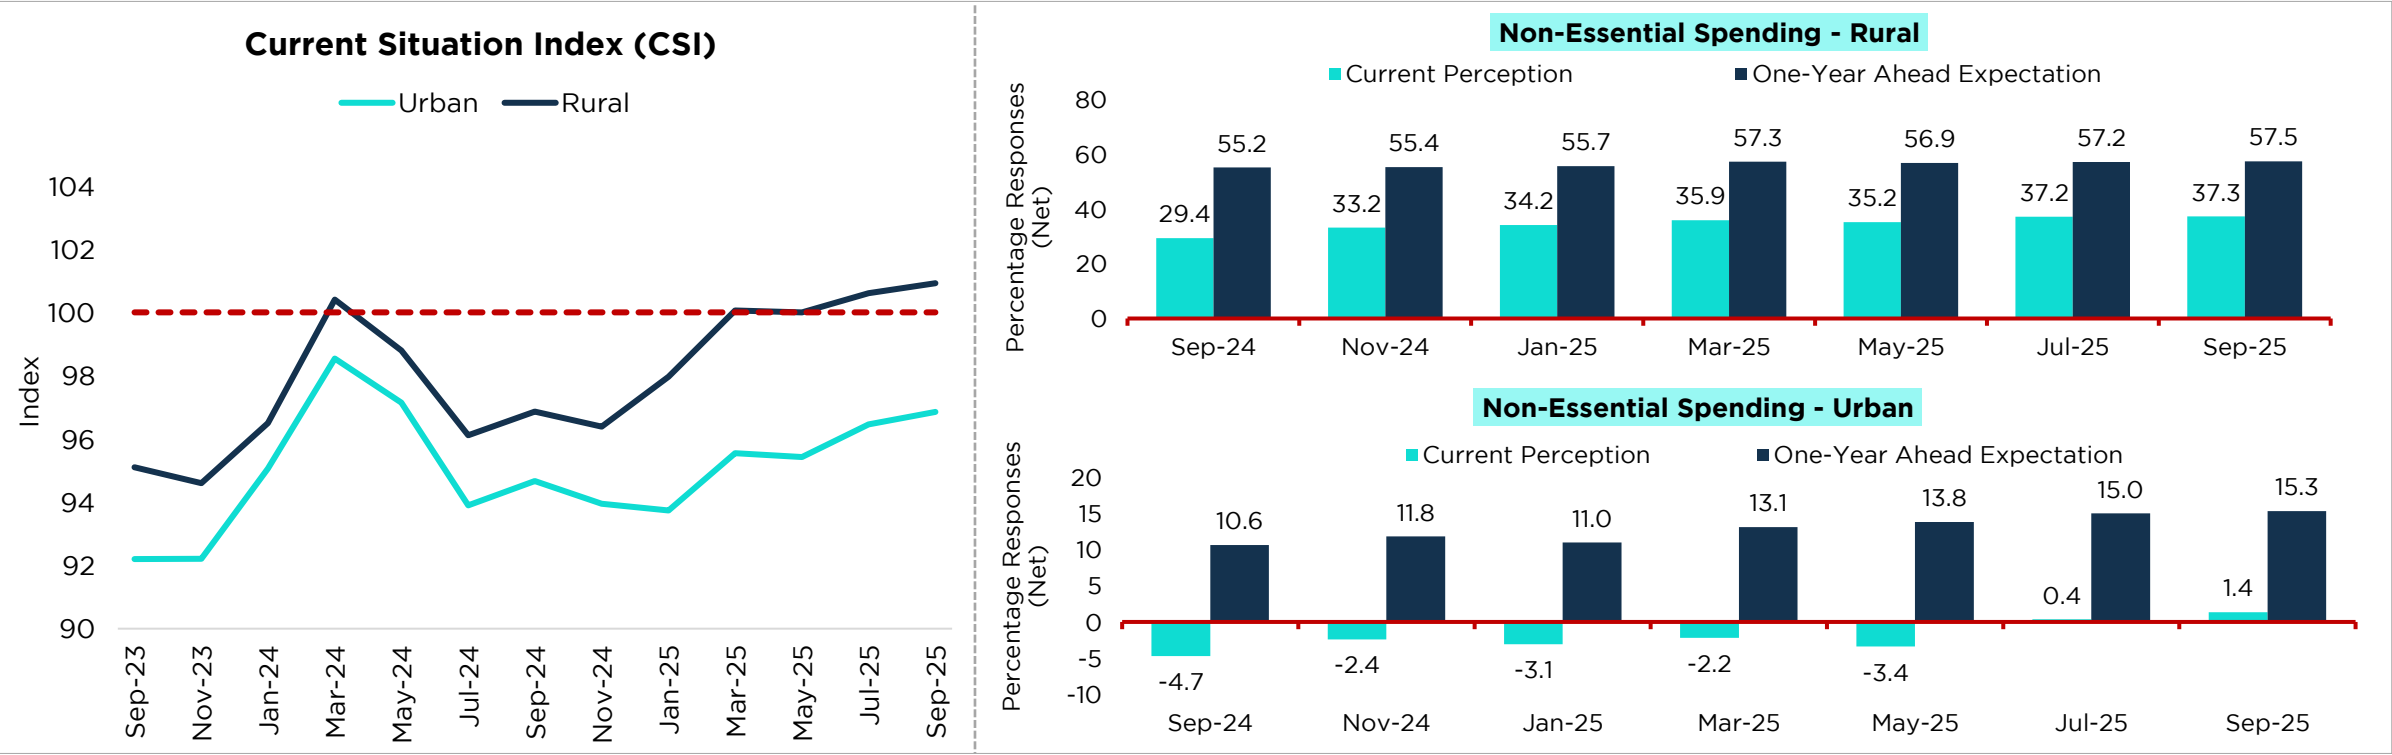 Current Situation Index (CSI)
Urban Rural
104
102
100
98
96
94
92
90
Index
Sep-23 Nov-23 Jan-24 Mar-24 May-24 Jul-24 Sep-24 Nov-24 Jan-25 Mar-25 May-25 Jul-25 Sep-25
Non-Essential Spending - Rural
Current Perception One-Year Ahead Expectation
Percentage Responses
(Net)
80
60
40
20
0
55.2 55.4 55.7 57.3 56.9 57.2 57.5
29.4 33.2 34.2 35.9 35.2 37.2 37.3
Sep-24 Nov-24 Jan-25 Mar-25 May-25 Jul-25 Sep-25
Non-Essential Spending - Urban
Current Perception One-Year Ahead Expectation
Percentage Responses
(Net)
20
15
10
5
0
-5
-10
10.6 11.8 11.0 13.1 13.8 15.0 15.3
-4.7 -2.4 -3.1 -2.2 -3.4 0.4 1.4
Sep-24 Nov-24 Jan-25 Mar-25 May-25 Jul-25 Sep-25